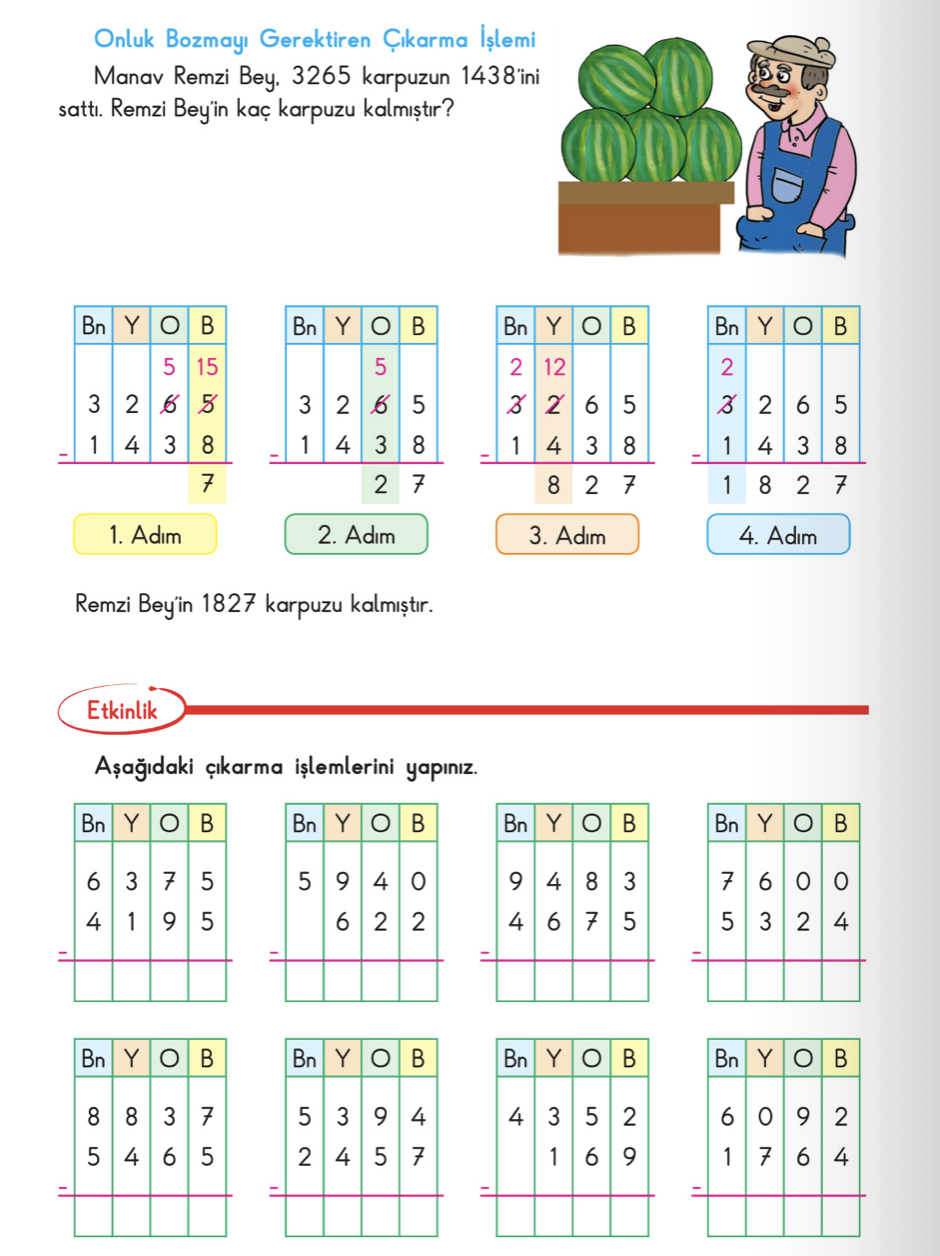 Onluk Bozmayı Gerektiren Çıkarma İşlemi
Manav Remzi Bey, 3265 karpuzun 1438'ini
sattı. Remzi Bey'in kaç karpuzu kalmıştır?
Bn Y O B
5 15
3 2 6 5
- 1 4 3 8
7
1. Adım
Bn Y O B
5
3 2 6 5
- 1 4 3 8
2 7
2. Adım
Bn Y O B
2 12
3 2 6 5
- 1 4 3 8
8 2 7
3. Adım
Bn Y O B
2
3 2 6 5
- 1 4 3 8
1 8 2 7
4. Adım
Remzi Bey'in 1827 karpuzu kalmıştır.
Etkinlik
Aşağıdaki çıkarma işlemlerini yapınız.
Bn Y O B
6 3 7 5
4 1 9 5
-
Bn Y O B
5 9 4 0
6 2 2
-
Bn Y O B
9 4 8 3
4 6 7 5
-
Bn Y O B
7 6 0 0
5 3 2 4
-
Bn Y O B
8 8 3 7
5 4 6 5
-
Bn Y O B
5 3 9 4
2 4 5 7
-
Bn Y O B
4 3 5 2
1 6 9
-
Bn Y O B
6 0 9 2
1 7 6 4
-